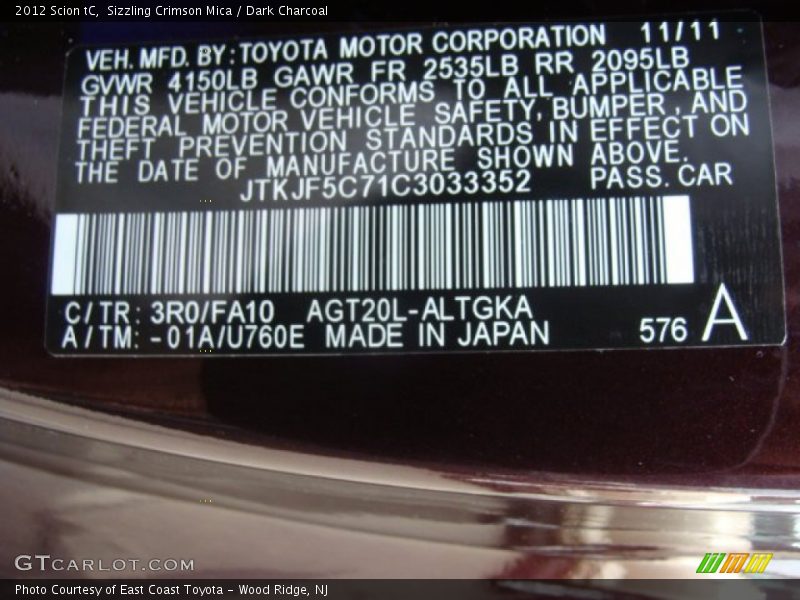 2012 Scion tC,  Sizzling Crimson Mica / Dark Charcoal
VEH. MFD. BY: TOYOTA MOTOR CORPORATION 11/11
GVWR 4150LB GAWR FR 2535LB RR 2095LB
THIS VEHICLE CONFORMS TO ALL APPLICABLE
FEDERAL MOTOR VEHICLE SAFETY, BUMPER, AND
THEFT PREVENTION STANDARDS IN EFFECT ON
THE DATE OF MANUFACTURE SHOWN ABOVE.
JTKJF5C71C3033352 PASS. CAR
C/TR: 3R0/FA10 AGT20L-ALTGKA
A/TM: -01A/U760E MADE IN JAPAN 576 A
GTCARLOT.COM
Photo Courtesy of East Coast Toyota - Wood Ridge, NJ